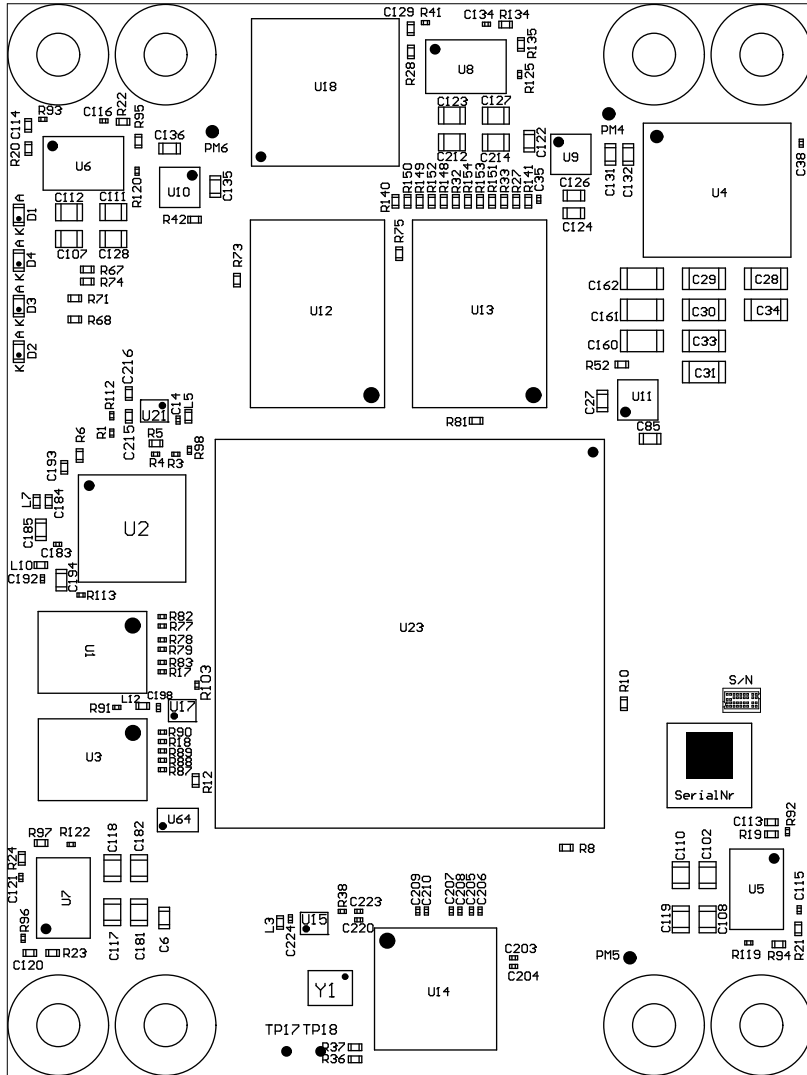 C129
R41
C134
R134
R135
R28
R125
U18
U8
C114
R93
C116
R22
R95
C136
PM6
C123
C127
C122
PM4
R20
U6
R120
U10
C135
C212
C214
U9
C131
C132
U4
C38
A
K
D1
C112
C111
R42
R140
R150
R149
R152
R148
R32
R154
R153
R151
R33
R27
R141
C35
C126
C124
A
K
D4
C107
C128
R73
R75
R67
R74
C162
C29
C28
A
K
D3
R71
R68
U12
U13
C161
C30
C34
A
K
D2
C160
C33
R52
C31
C216
R112
U21
C14
L5
C27
U11
R1
C215
R5
R81
C85
R6
R4
R3
R98
C193
L7
C184
C185
U2
C183
L10
C192
C194
R113
U23
R82
R77
U1
R78
R79
R83
R17
R103
S/N
R91
L12
C198
U17
R10
U3
R90
R18
R89
R88
R87
R12
SerialNr
U64
C113
R92
R19
R97
R122
C118
C182
R8
R24
C121
C110
C102
U7
U5
C115
R38
C223
C209
C210
C207
C208
C205
C206
R96
C117
C181
C6
L3
C224
U15
C220
C119
C108
R21
C120
R23
R119
R94
C203
C204
PM5
Y1
U14
TP17 TP18
R37
R36